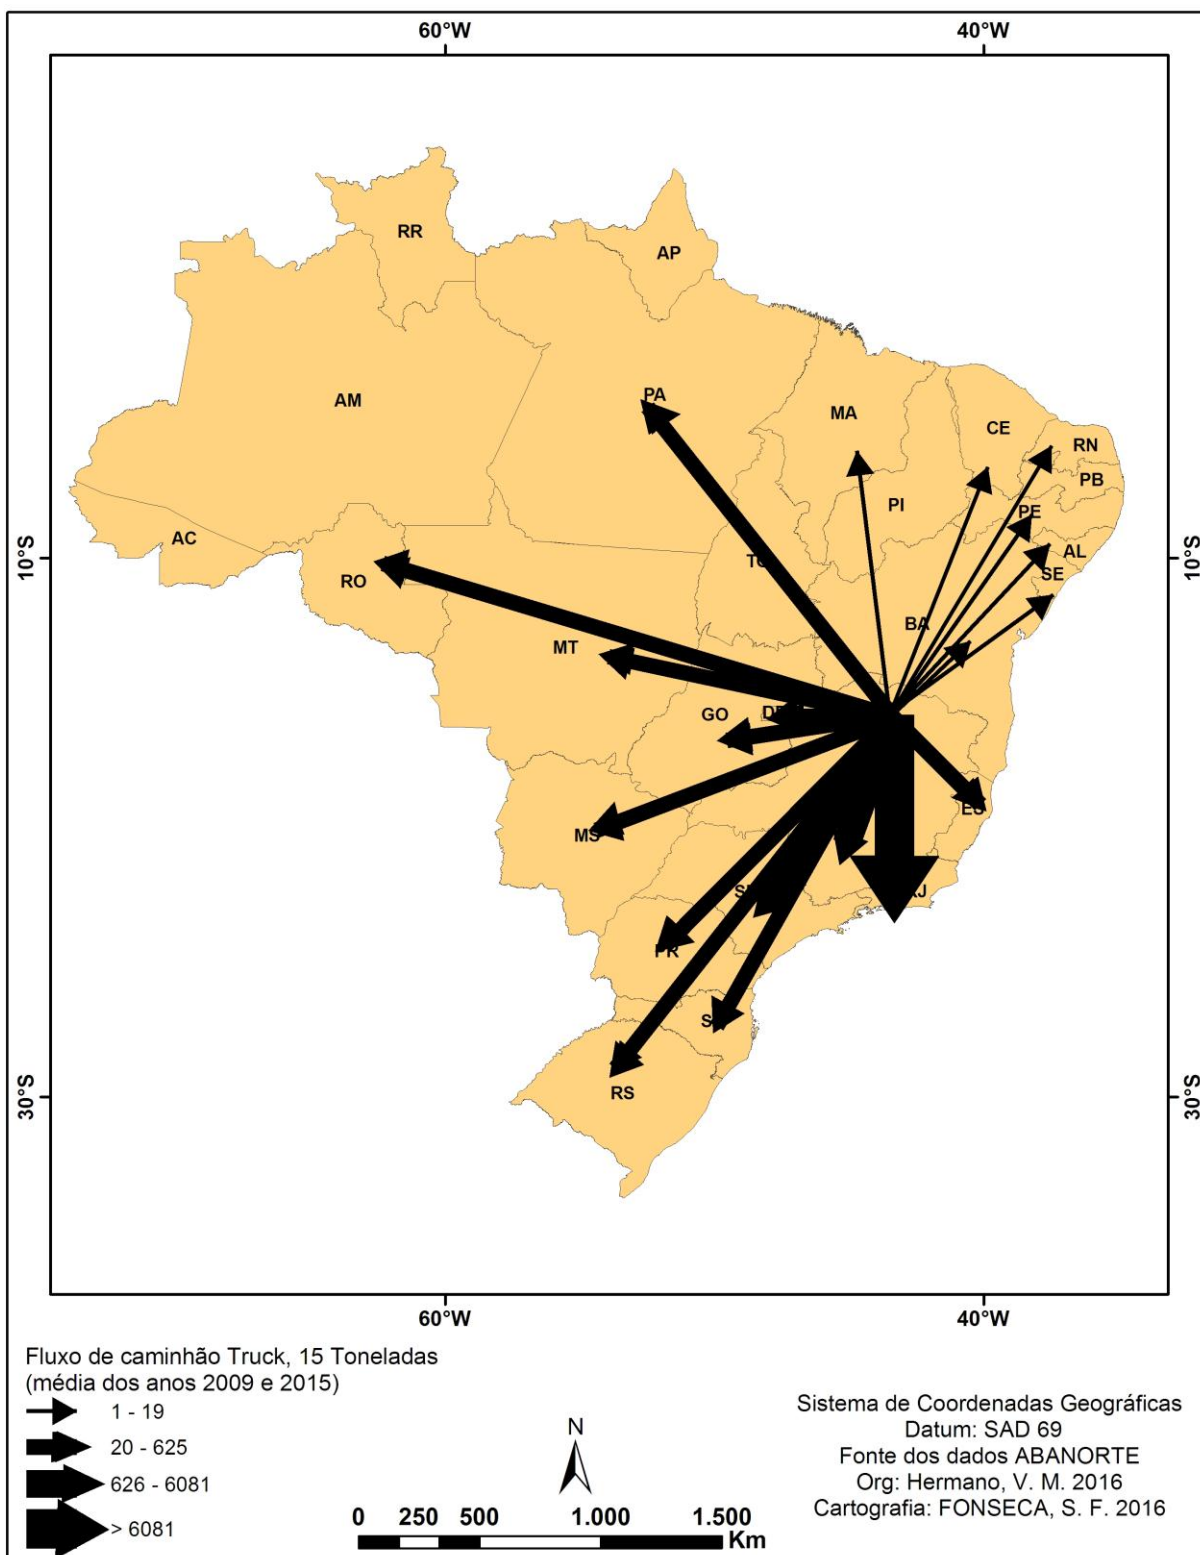 60°W 40°W
RR
AP
AM
PA
MA
CE
RN
PB
PI
PE
AC
AL
10°S 10°S
RO
SE
BA
MT
GO
MS
ES
PR
RS
30°S 30°S
60°W 40°W
Fluxo de caminhão Truck, 15 Toneladas
(média dos anos 2009 e 2015)
1 - 19
20 - 625
626 - 6081
> 6081
N
0 250 500 1.000 1.500
Km
Sistema de Coordenadas Geográficas
Datum: SAD 69
Fonte dos dados ABANORTE
Org: Hermano, V. M. 2016
Cartografia: FONSECA, S. F. 2016